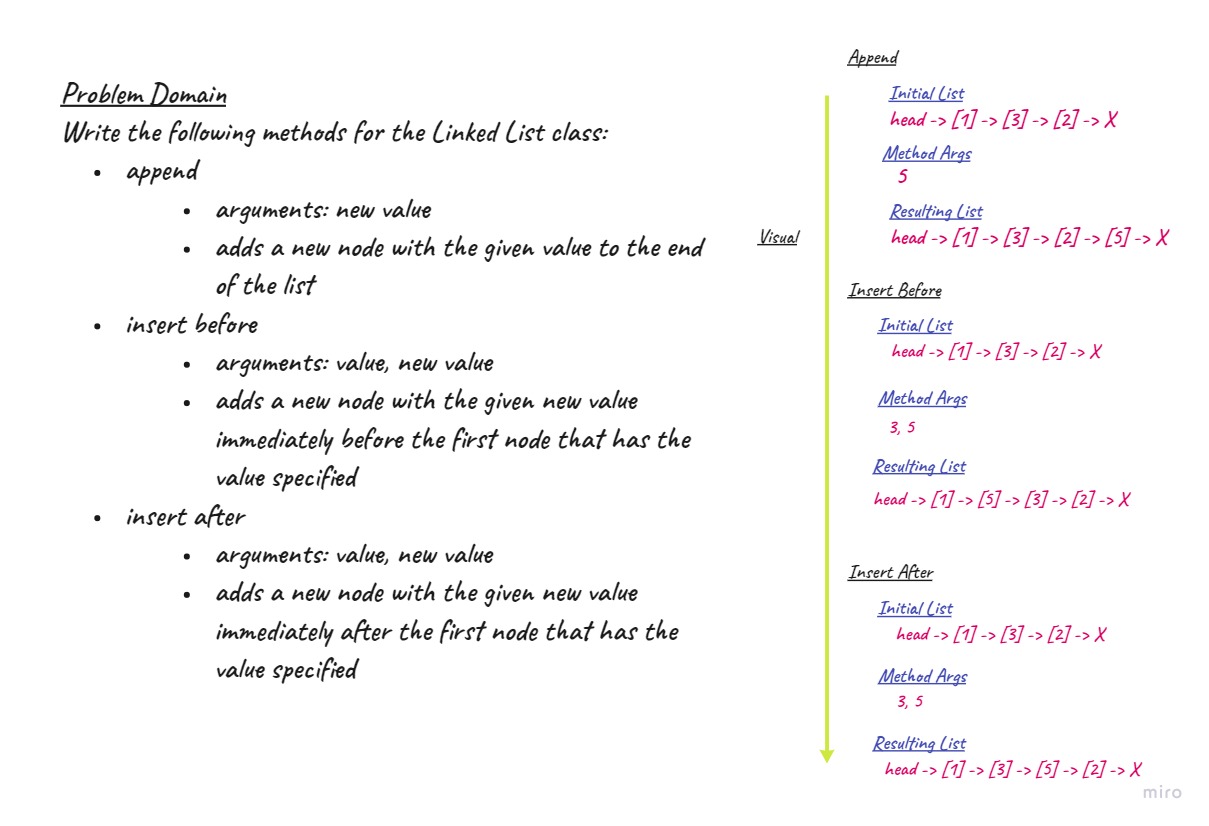 Problem Domain
Write the following methods for the Linked List class:
• append
• arguments: new value
• adds a new node with the given value to the end
of the list
• insert before
• arguments: value, new value
• adds a new node with the given new value
immediately before the first node that has the
value specified
• insert after
• arguments: value, new value
• adds a new node with the given new value
immediately after the first node that has the
value specified
Visual
Append
Initial List
head -> [1] -> [3] -> [2] -> X
Method Args
5
Resulting List
head -> [1] -> [3] -> [2] -> [5] -> X
Insert Before
Initial List
head -> [1] -> [3] -> [2] -> X
Method Args
3, 5
Resulting List
head -> [1] -> [5] -> [3] -> [2] -> X
Insert After
Initial List
head -> [1] -> [3] -> [2] -> X
Method Args
3, 5
Resulting List
head -> [1] -> [3] -> [5] -> [2] -> X
miro